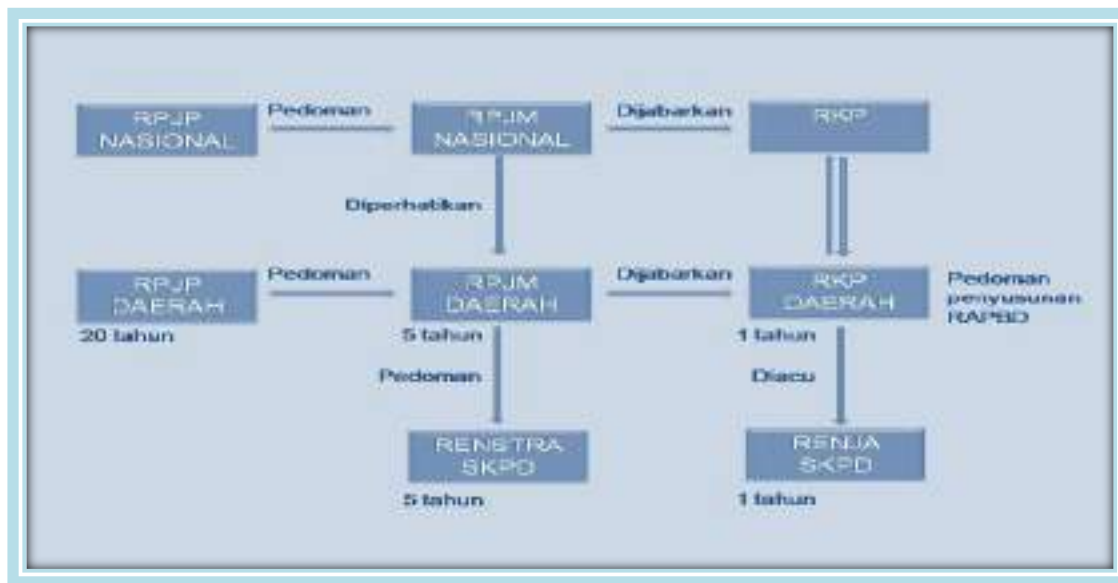 RPJP
NASIONAL
Pedoman
RPJM
NASIONAL
Dijabarkan
RKP
Diperhatikan
RPJP
DAERAH
20 tahun
Pedoman
RPJM
DAERAH
5 tahun
Dijabarkan
RKP
DAERAH
1 tahun
Pedoman
penyusunan
RAPBD
Pedoman
Diacu
RENSTRA
SKPD
5 tahun
RENJA
SKPD
1 tahun